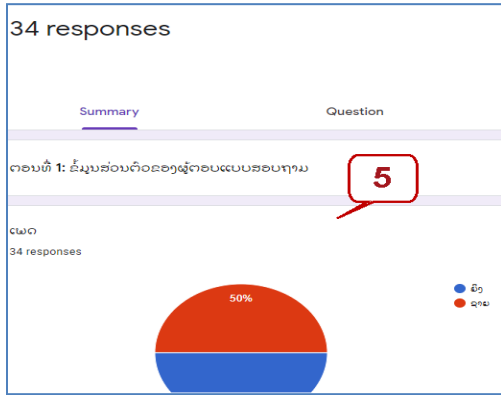 34 responses
Summary
Question
ຕອນທີ່ 1: ຂໍ້ມູນສ່ວນຕົວຂອງຜູ້ຕອບແບບສອບຖາມ
5
ເພດ
34 responses
50%
ຍິງ
ຊາຍ